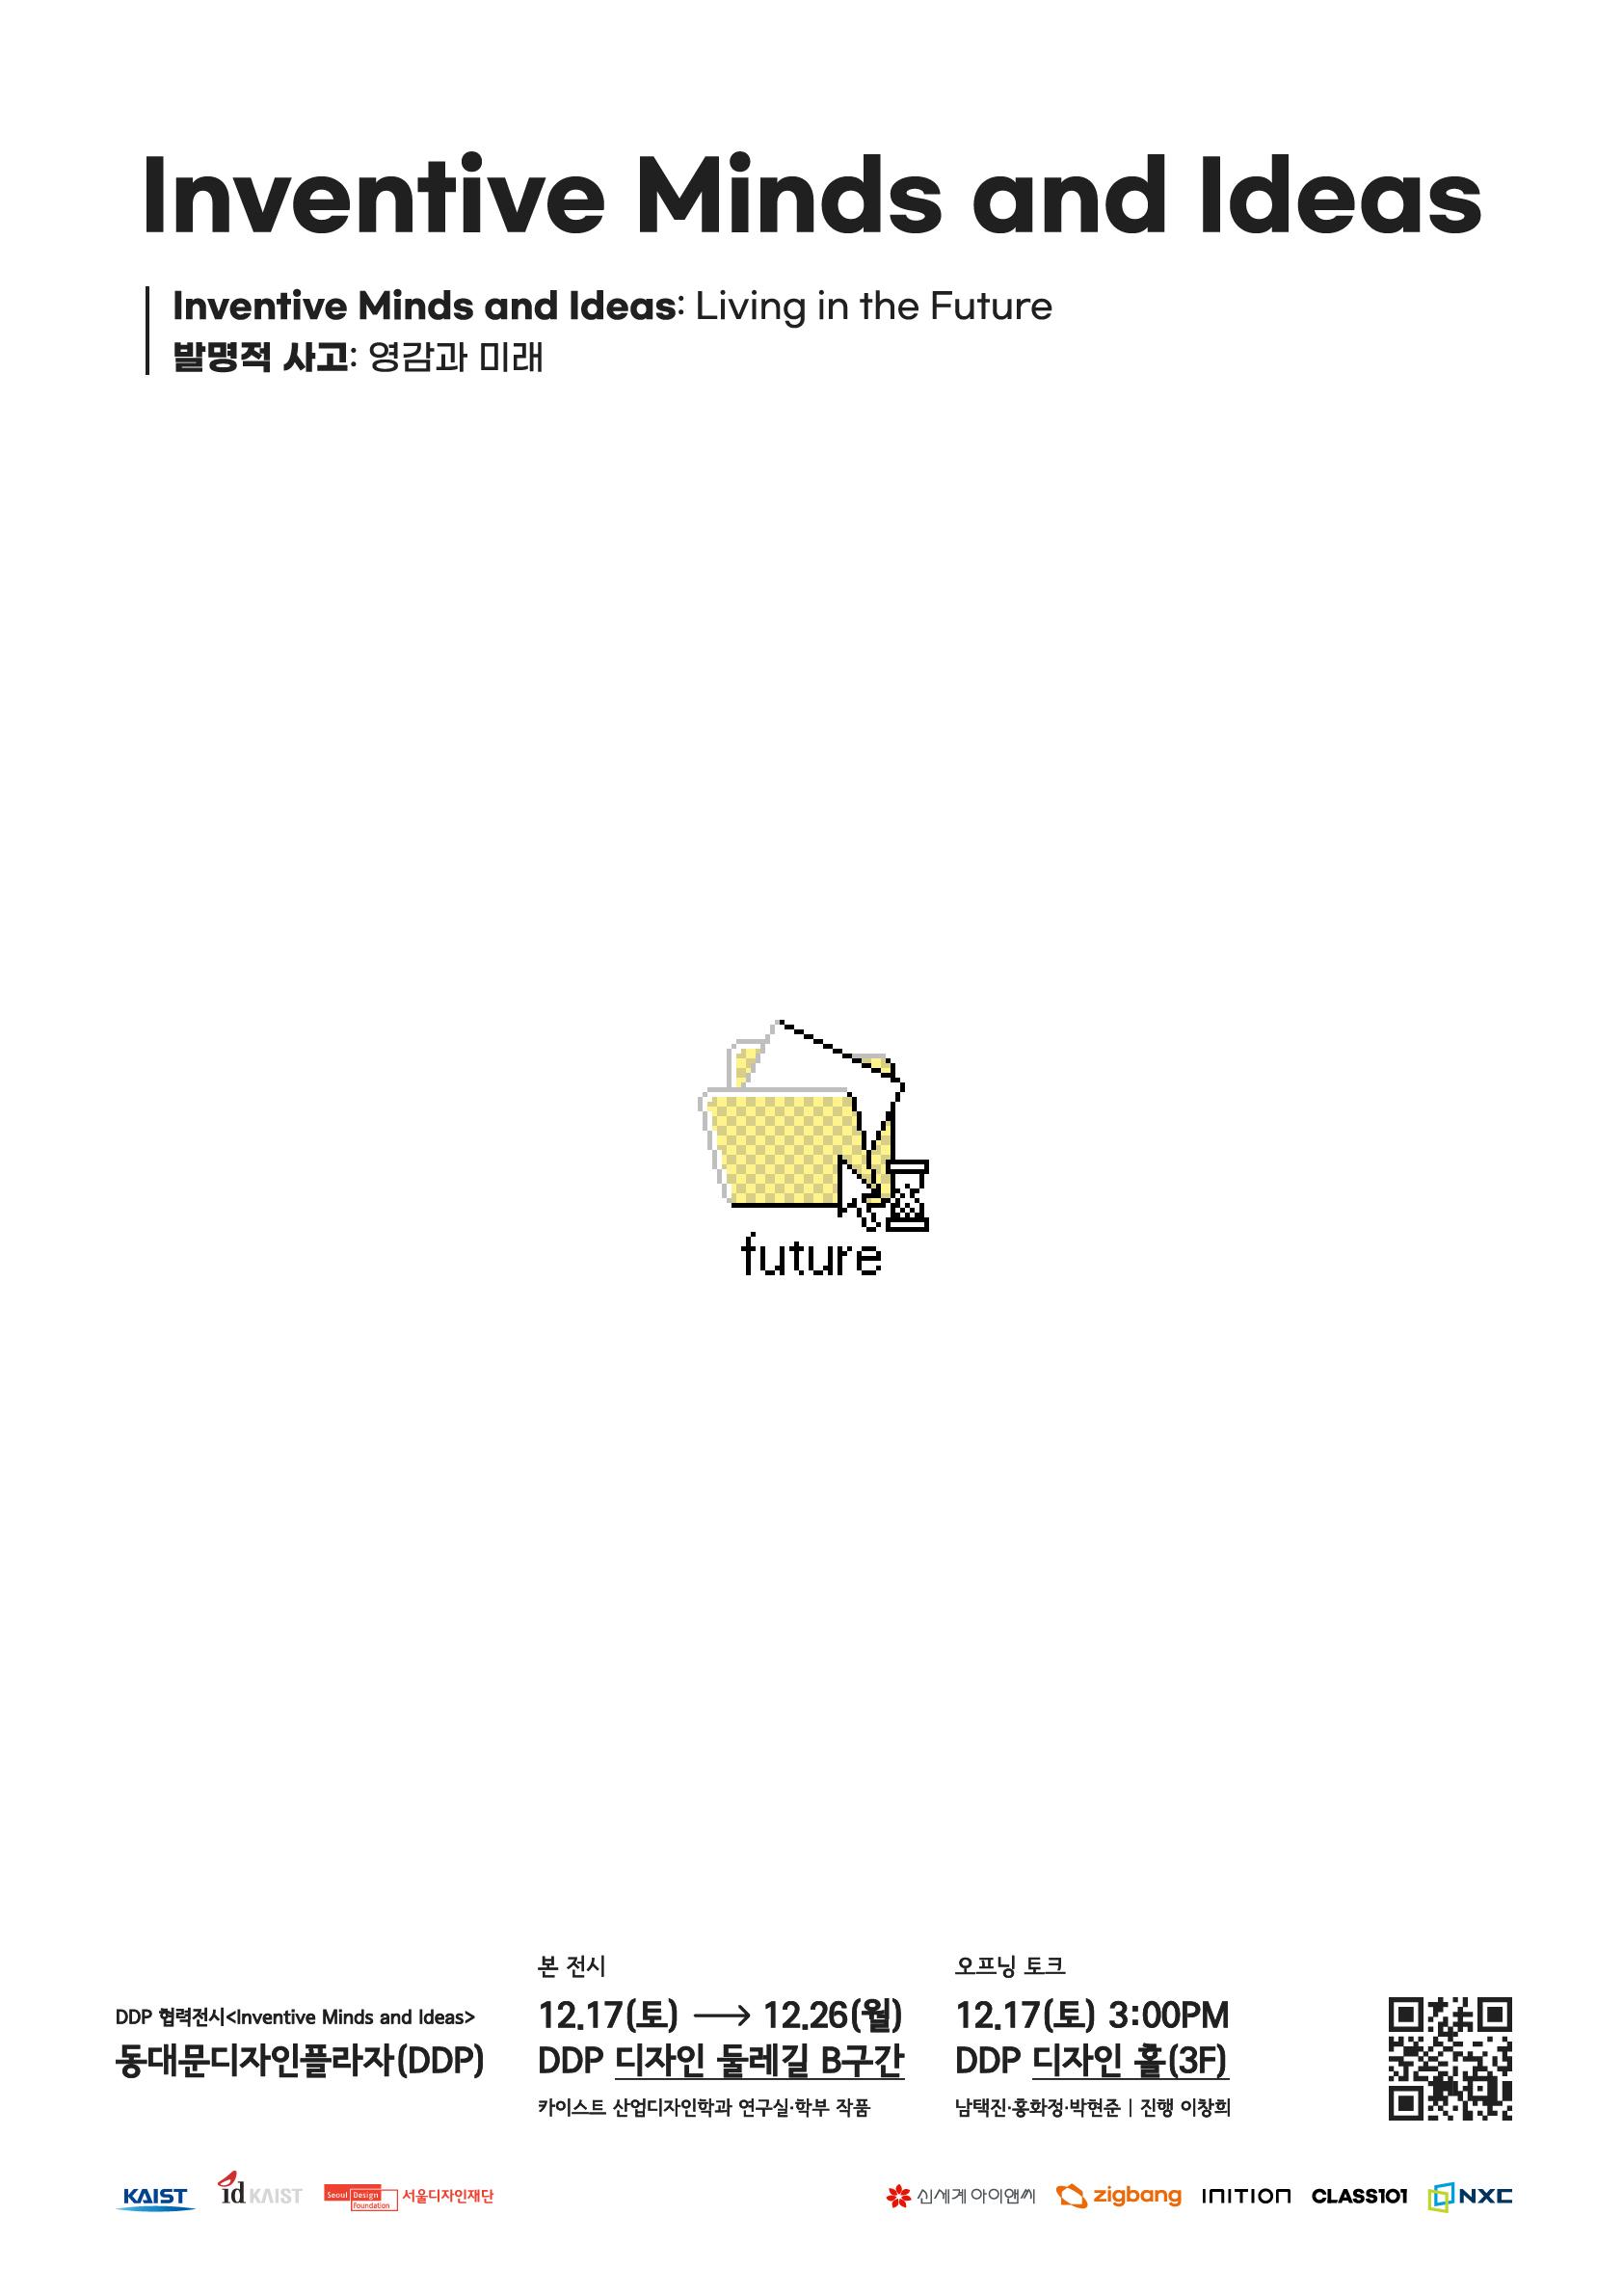 Inventive Minds and Ideas
Inventive Minds and Ideas: Living in the Future
발명적 사고: 영감과 미래
future
DDP 협력전시<Inventive Minds and Ideas>
동대문디자인플라자(DDP)
본 전시
12.17(토) ⟶ 12.26(월)
DDP 디자인 둘레길 B구간
카이스트 산업디자인학과 연구실·학부 작품
오프닝 토크
12.17(토) 3:00PM
DDP 디자인 홀(3F)
남택진·홍화정·박현준 | 진행 이창희
KAIST
id KAIST
Seoul Design foundation 서울디자인재단
신세계 아이앤씨
zigbang
INITION
CLASS101
NXC